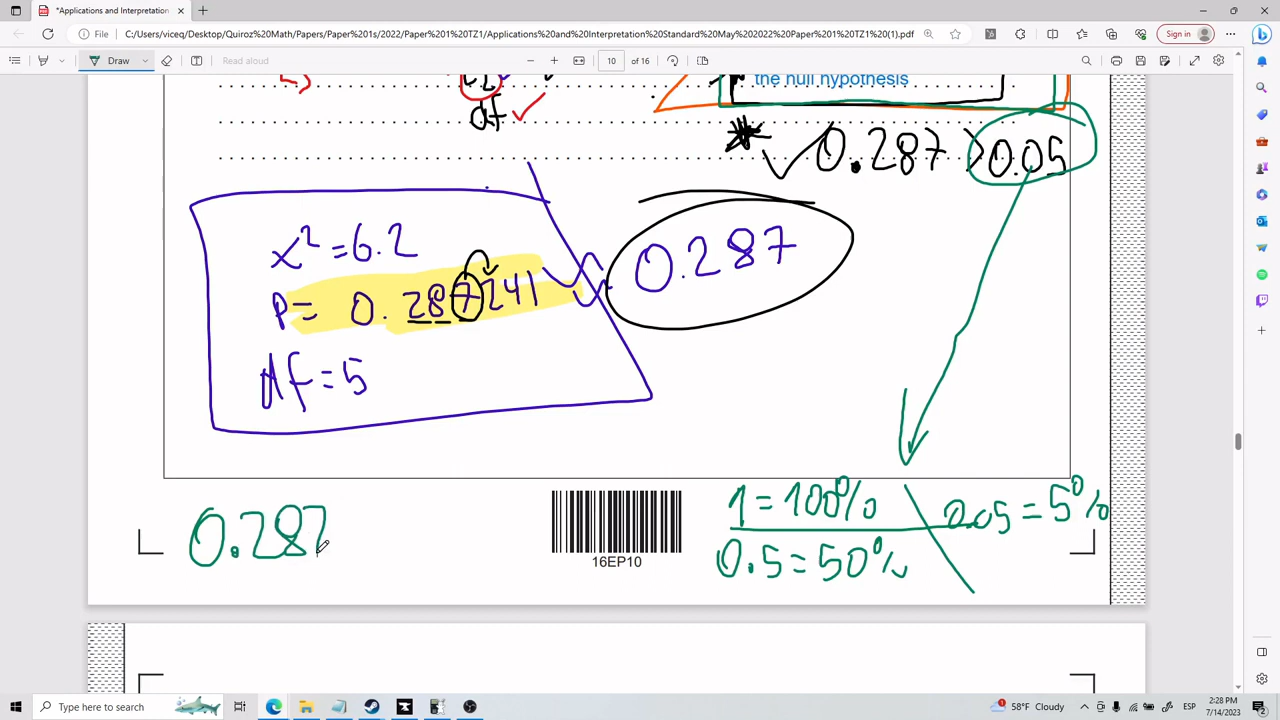 *Applications and Interpretation
C:/Users/viceq/Desktop/Quiroz%20Math/Papers/Paper%201s/2022/Paper%201%20TZ1/Applications%20and%20Interpretation%20Standard%20May%202022%20Paper%201%20TZ1%20(1).pdf
Sign in
Draw
Read aloud
10
of 16
the null hypothesis
df
0.287 > 0.05
x² = 6.2
P = 0.287241
0.287
df = 5
1 = 100%
0.05 = 5%
0.5 = 50%
0.287
16EP10
Type here to search
58°F Cloudy
ESP
2:28 PM
7/14/2023